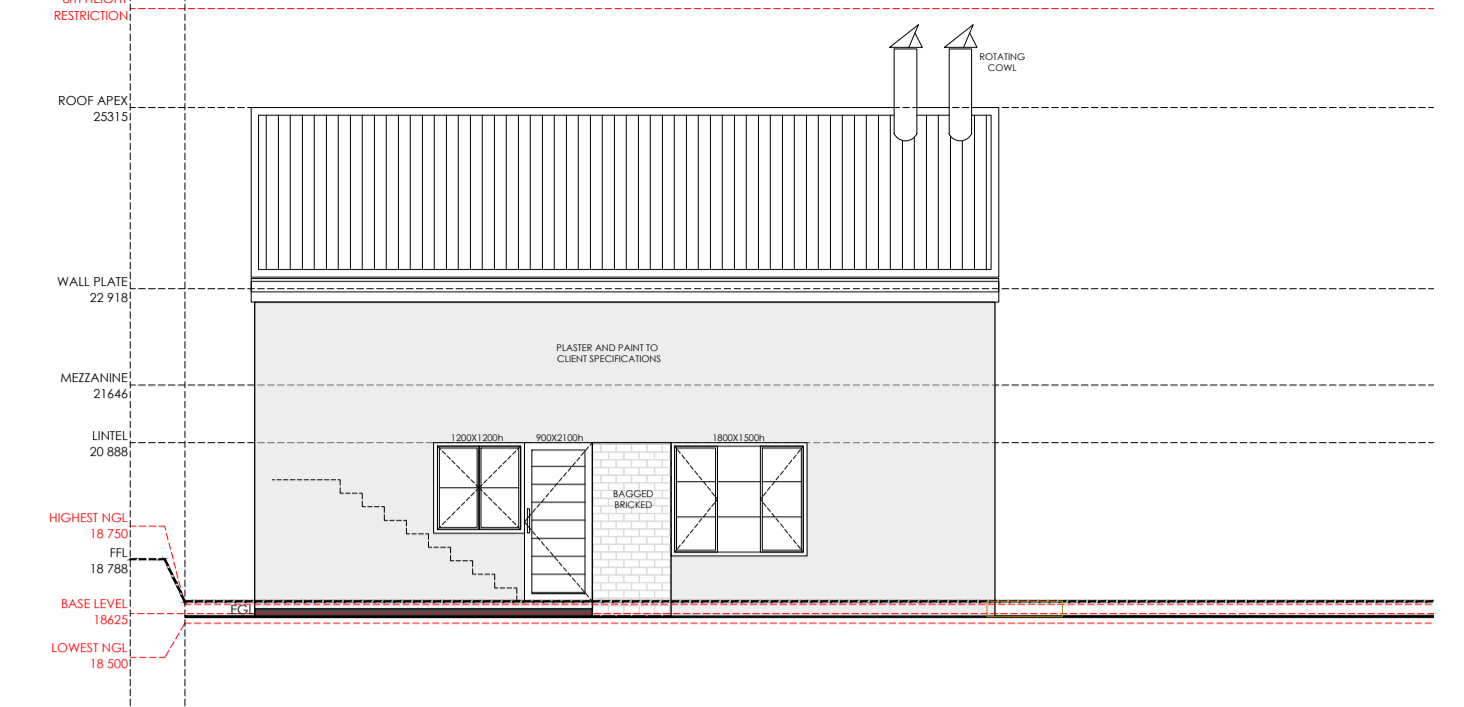 RESTRICTION
ROTATING
COWL
ROOF APEX
25315
WALL PLATE
22 918
PLASTER AND PAINT TO
CLIENT SPECIFICATIONS
MEZZANINE
21646
LINTEL
20 888
1200X1200h
900X2100h
1800X1500h
BAGGED
BRICKED
HIGHEST NGL
18 750
FFL
18 788
BASE LEVEL
18625
EGL
LOWEST NGL
18 500